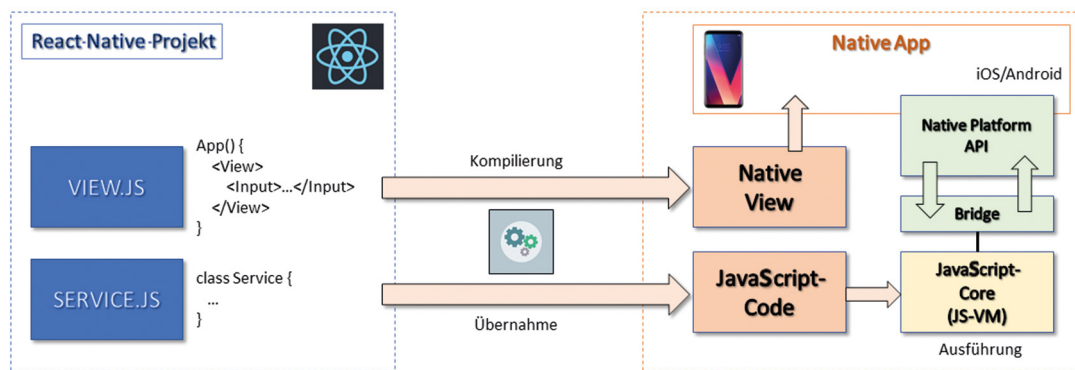 React-Native-Projekt
VIEW.JS
App() {
<View>
<Input>...</Input>
</View>
}
SERVICE.JS
class Service {
...
}
Kompilierung
Übernahme
Native App
iOS/Android
Native
View
Native Platform
API
Bridge
JavaScript-
Code
JavaScript-
Core
(JS-VM)
Ausführung